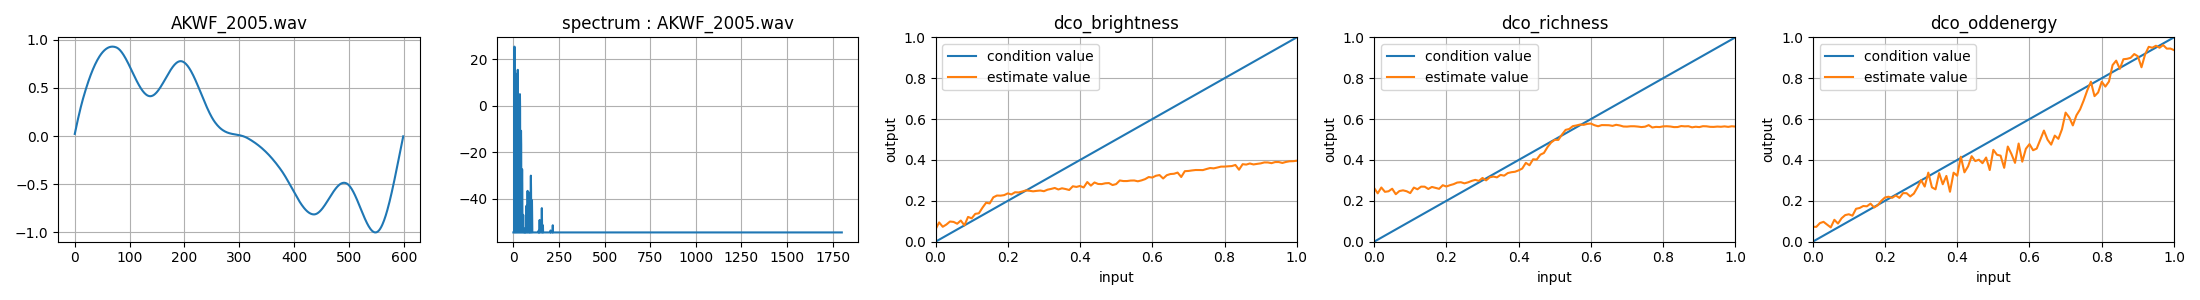 AKWF_2005.wav
1.0
0.5
0.0
−0.5
−1.0
0 100 200 300 400 500 600
spectrum : AKWF_2005.wav
20
0
−20
−40
0 250 500 750 1000 1250 1500 1750
dco_brightness
condition value
estimate value
output
1.0
0.8
0.6
0.4
0.2
0.0
0.0 0.2 0.4 0.6 0.8 1.0
input
dco_richness
condition value
estimate value
output
1.0
0.8
0.6
0.4
0.2
0.0
0.0 0.2 0.4 0.6 0.8 1.0
input
dco_oddenergy
condition value
estimate value
output
1.0
0.8
0.6
0.4
0.2
0.0
0.0 0.2 0.4 0.6 0.8 1.0
input